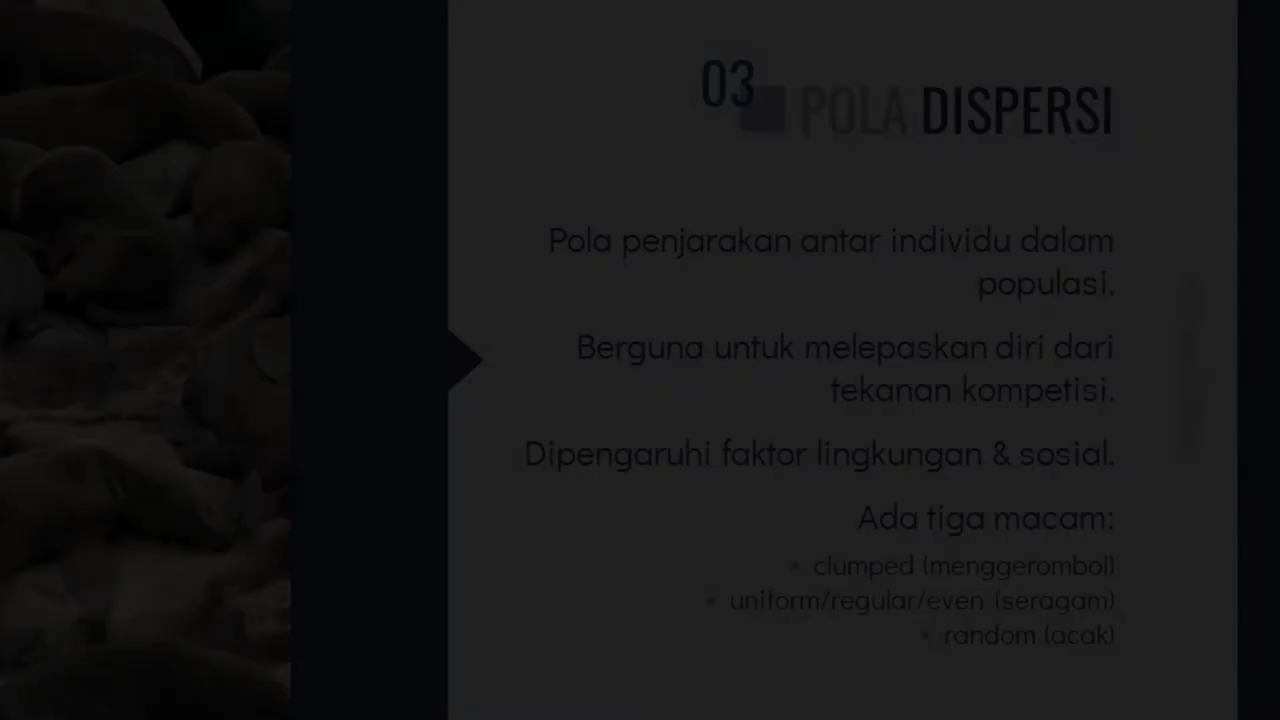 03
POLA DISPERSI
Pola penjarakan antar individu dalam
populasi.
Berguna untuk melepaskan diri dari
tekanan kompetisi.
Dipengaruhi faktor lingkungan & sosial.
Ada tiga macam:
• clumped (menggerombol)
• uniform/regular/even (seragam)
• random (acak)